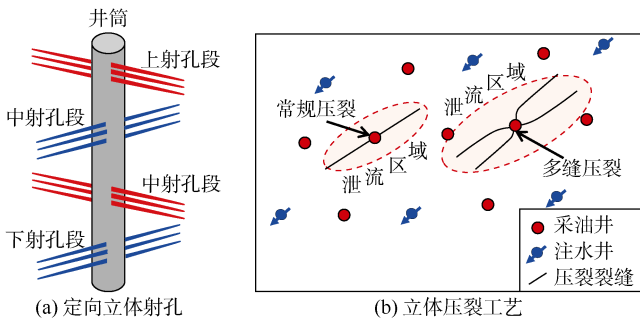 井筒
上射孔段
中射孔段
中射孔段
下射孔段
(a) 定向立体射孔
泄流区域
常规压裂
泄流区域
多缝压裂
采油井
注水井
压裂裂缝
(b) 立体压裂工艺